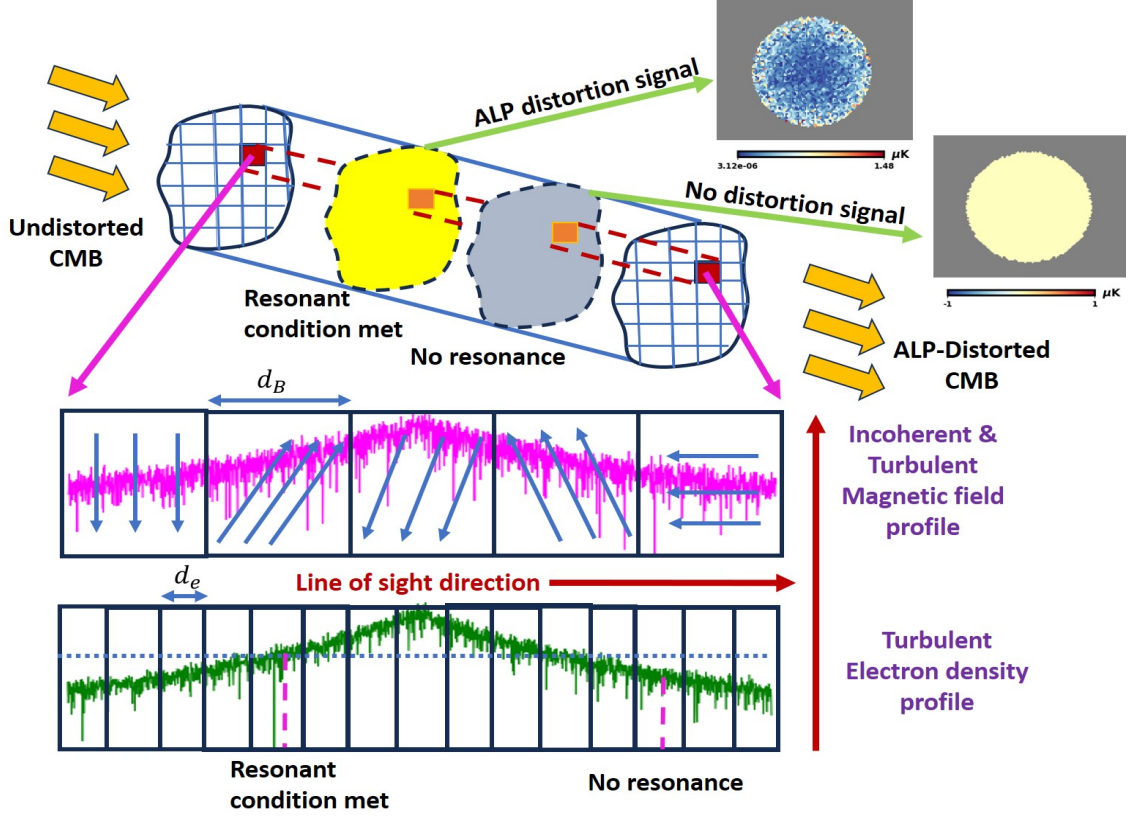 ALP distortion signal
μK
3.12e-06 1.48
No distortion signal
μK
-1 1
Undistorted
CMB
Resonant
condition met
No resonance
ALP-Distorted
CMB
d_B
Incoherent &
Turbulent
Magnetic field
profile
Line of sight direction
d_e
Turbulent
Electron density
profile
Resonant
condition met
No resonance